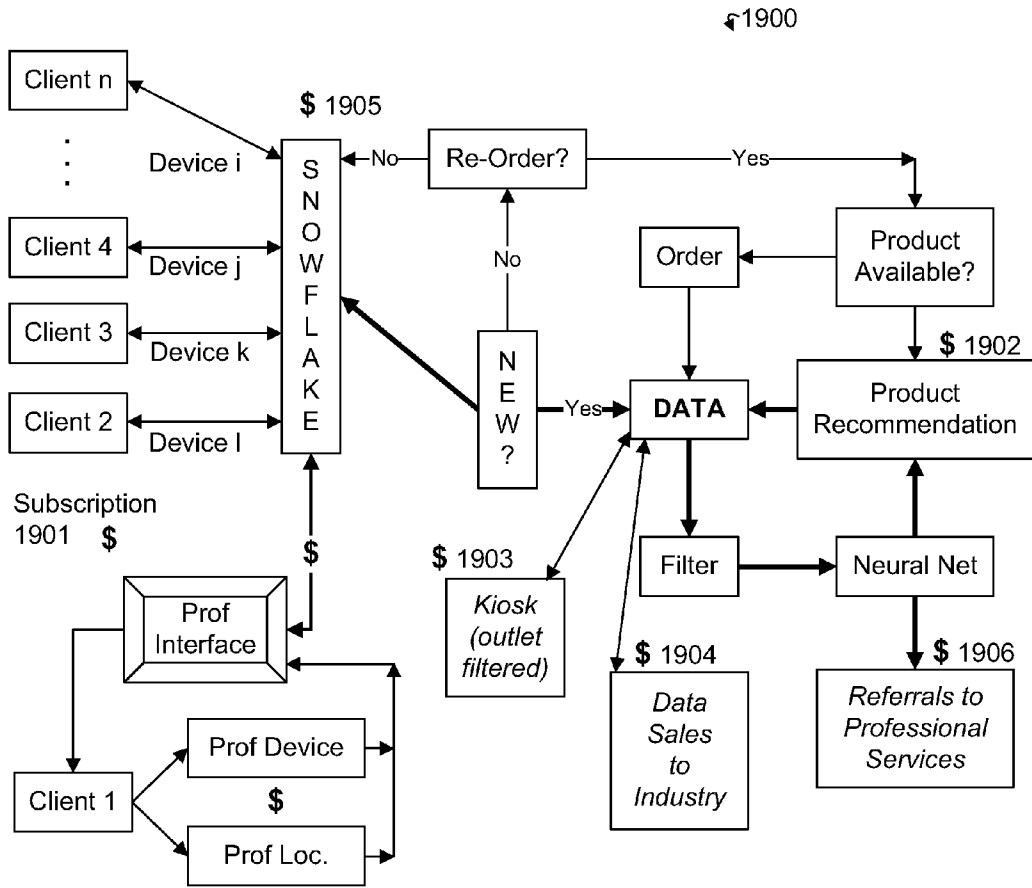 1900
Client n
$ 1905
Device i
Client 4
Device j
Client 3
Device k
Client 2
Device l
S
N
O
W
F
L
A
K
E
No
Re-Order?
Yes
No
Order
Product
Available?
N
E
W
?
Yes
DATA
$ 1902
Product
Recommendation
Subscription
1901 $
$
Prof
Interface
Client 1
Prof Device
$
Prof Loc.
$ 1903
Kiosk
(outlet
filtered)
Filter
Neural Net
$ 1904
Data
Sales
to
Industry
$ 1906
Referrals to
Professional
Services